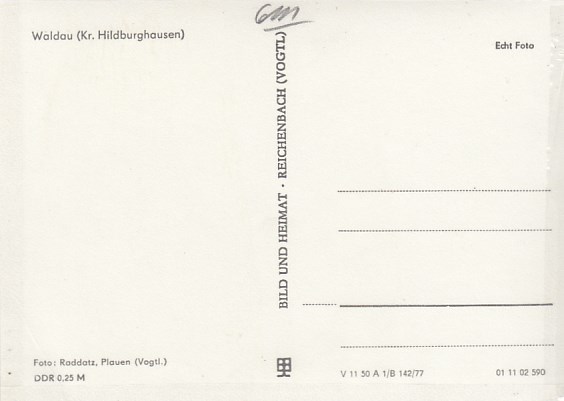 Waldau (Kr. Hildburghausen)
Echt Foto
BILD UND HEIMAT · REICHENBACH (VOGTL)
Foto: Raddatz, Plauen (Vogtl.)
DDR 0,25 M
V 11 50 A 1/B 142/77
01 11 02 590